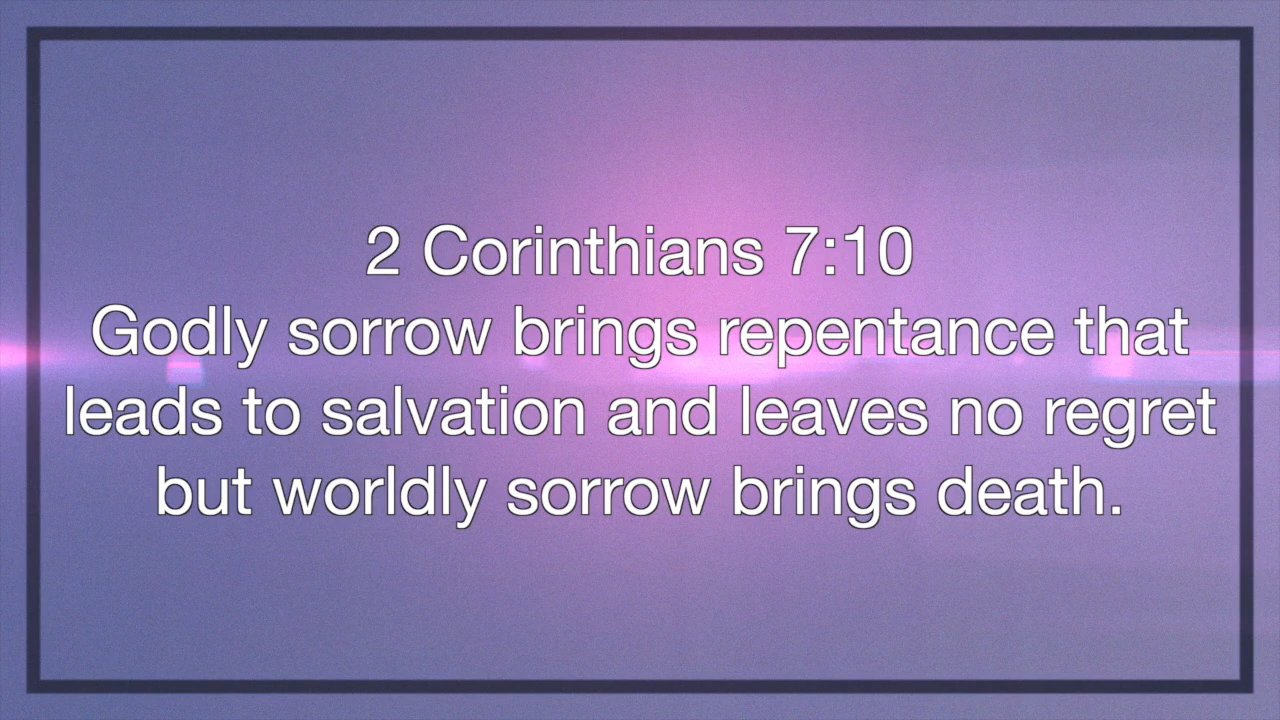 2 Corinthians 7:10
Godly sorrow brings repentance that
leads to salvation and leaves no regret
but worldly sorrow brings death.